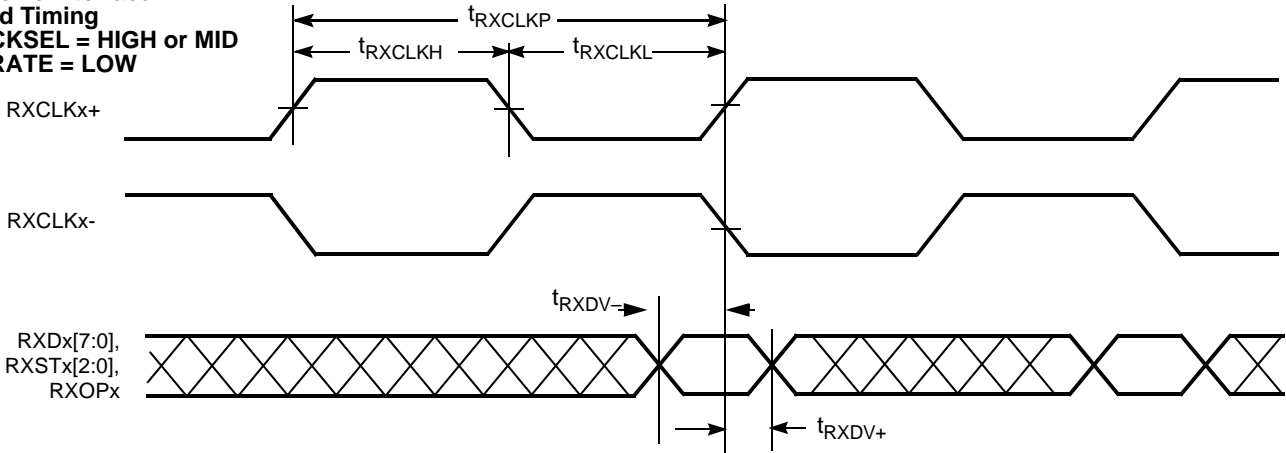 d Timing
CKSEL = HIGH or MID
RATE = LOW
tRXCLKP
tRXCLKH
tRXCLKL
RXCLKx+
RXCLKx-
tRXDV–
RXDx[7:0],
RXSTx[2:0],
RXOPx
tRXDV+